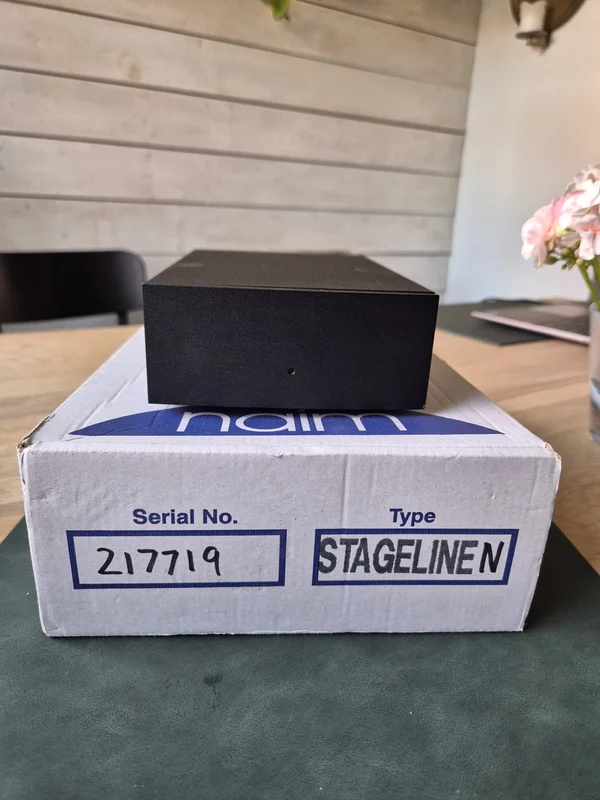 naim
Serial No. Type
217719 STAGELINE N